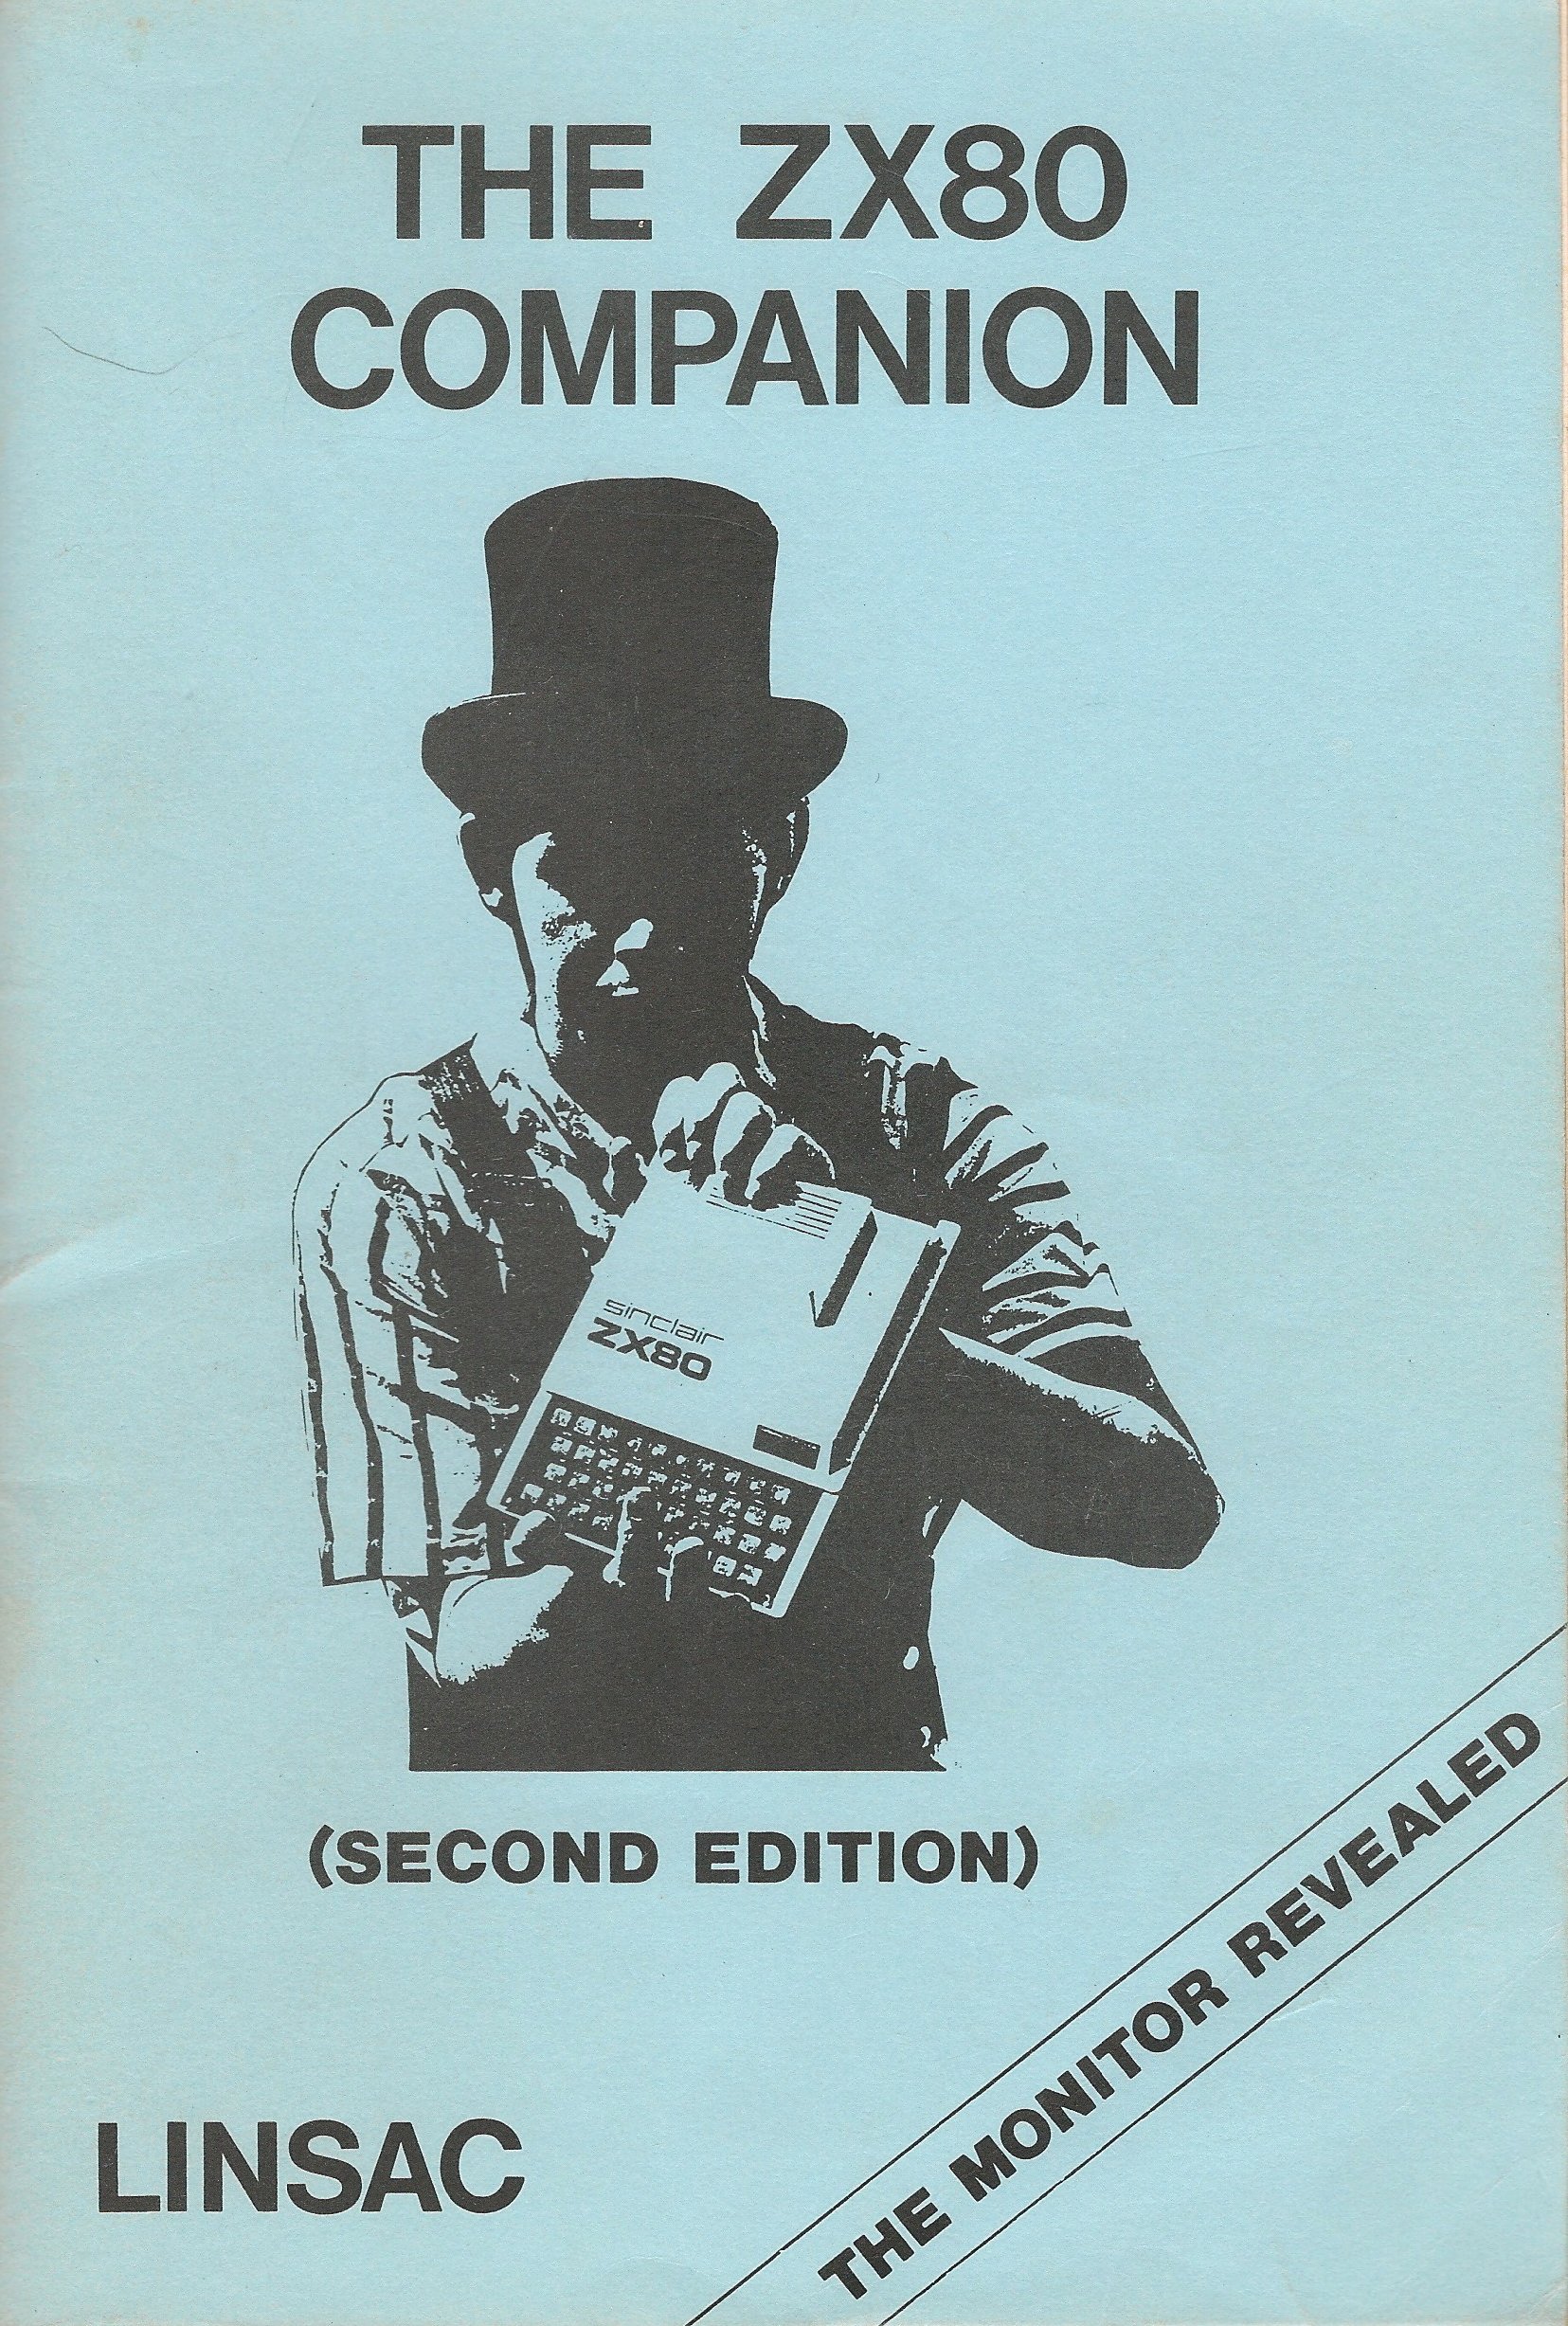 THE ZX80
COMPANION
sinclair
ZX80
(SECOND EDITION)
THE MONITOR REVEALED
LINSAC